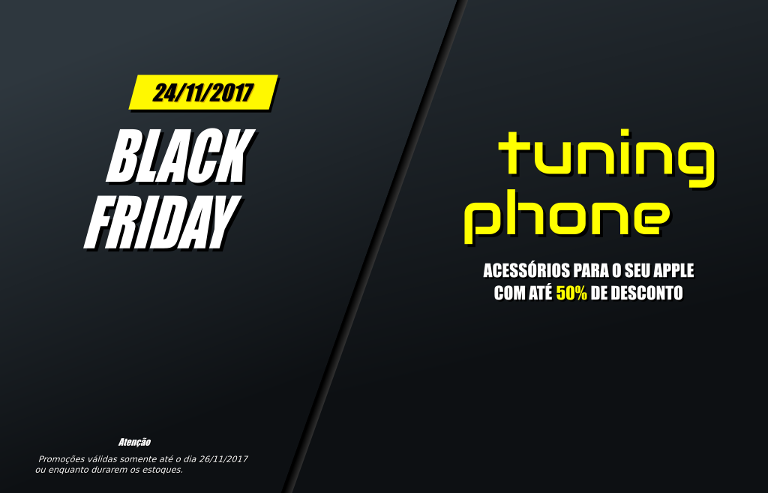 24/11/2017
BLACK
FRIDAY
tuning
phone
ACESSÓRIOS PARA O SEU APPLE
COM ATÉ 50% DE DESCONTO
Atenção
Promoções válidas somente até o dia 26/11/2017
ou enquanto durarem os estoques.